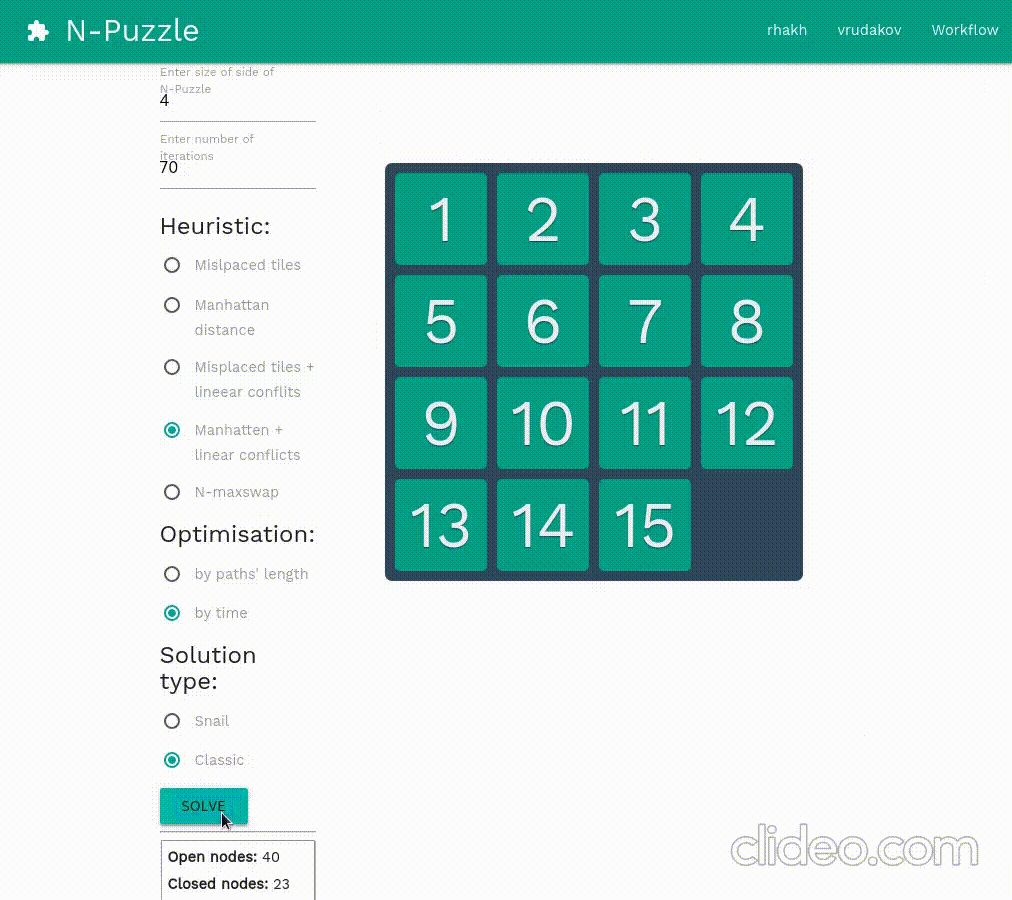 N-Puzzle
rhakh vrudakov Workflow
Enter size of side of
N-Puzzle
4
Enter number of
iterations
70
Heuristic:
Mislpaced tiles
Manhattan
distance
Misplaced tiles +
lineear conflits
Manhatten +
linear conflicts
N-maxswap
Optimisation:
by paths' length
by time
Solution
type:
Snail
Classic
SOLVE
Open nodes: 40
Closed nodes: 23
1 2 3 4
5 6 7 8
9 10 11 12
13 14 15
clideo.com